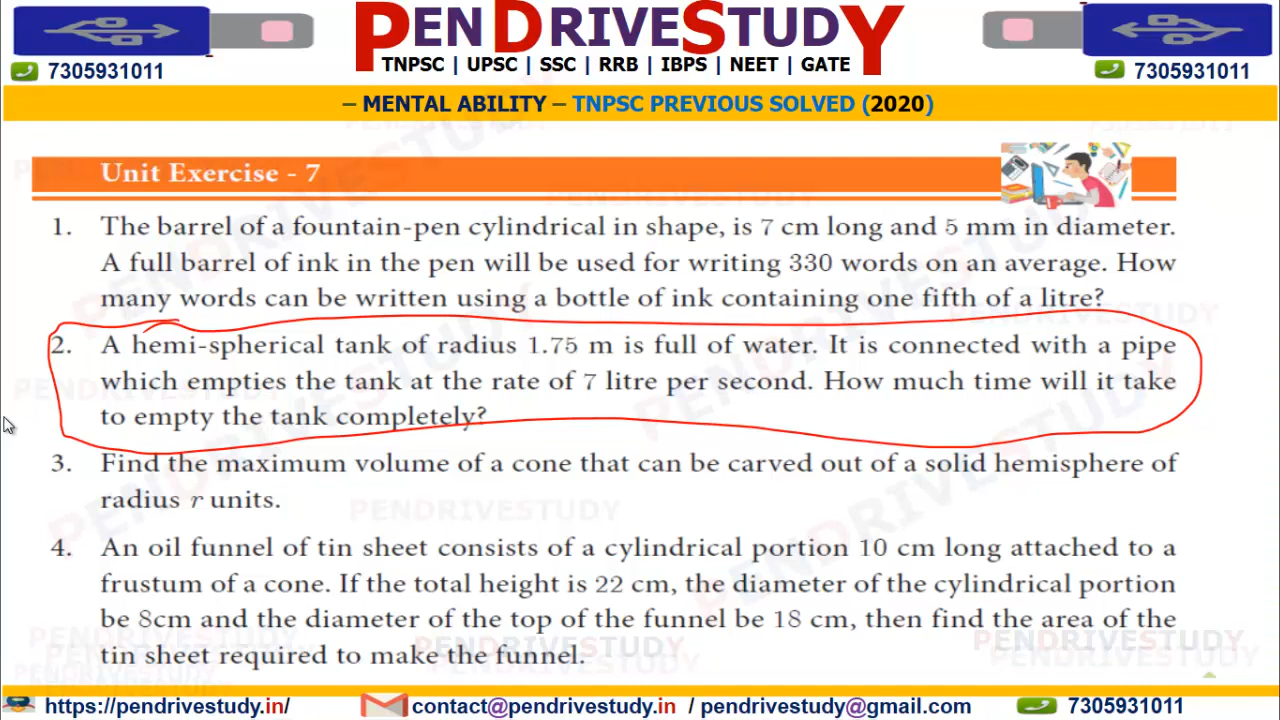 PENDRIVESTUDY
TNPSC | UPSC | SSC | RRB | IBPS | NEET | GATE
7305931011
7305931011
– MENTAL ABILITY – TNPSC PREVIOUS SOLVED (2020)
Unit Exercise - 7
1. The barrel of a fountain-pen cylindrical in shape, is 7 cm long and 5 mm in diameter.
A full barrel of ink in the pen will be used for writing 330 words on an average. How
many words can be written using a bottle of ink containing one fifth of a litre?
2. A hemi-spherical tank of radius 1.75 m is full of water. It is connected with a pipe
which empties the tank at the rate of 7 litre per second. How much time will it take
to empty the tank completely?
3. Find the maximum volume of a cone that can be carved out of a solid hemisphere of
radius r units.
4. An oil funnel of tin sheet consists of a cylindrical portion 10 cm long attached to a
frustum of a cone. If the total height is 22 cm, the diameter of the cylindrical portion
be 8cm and the diameter of the top of the funnel be 18 cm, then find the area of the
tin sheet required to make the funnel.
PENDRIVESTUDY
PENDRIVESTUDY
PENDRIVESTUDY
https://pendrivestudy.in/ contact@pendrivestudy.in / pendrivestudy@gmail.com 7305931011